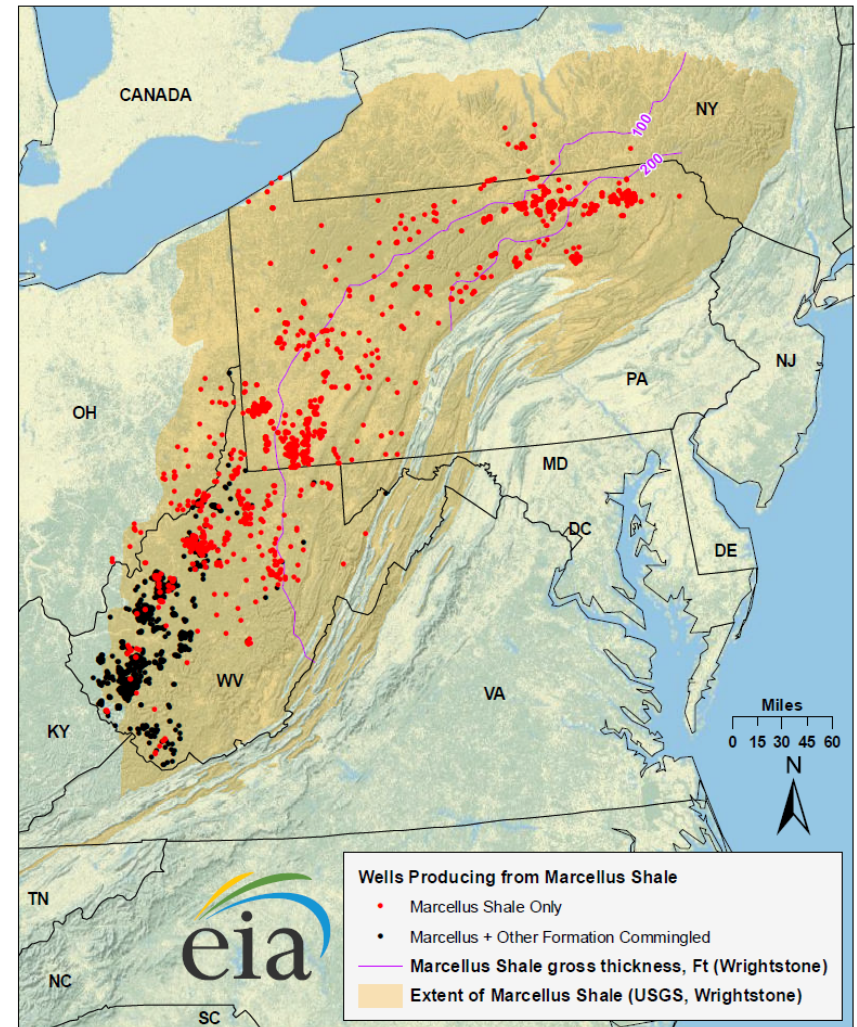 CANADA
NY
100
200
OH
PA
NJ
MD
DC
DE
WV
VA
KY
Miles
0 15 30 45 60
N
TN
NC
SC
eia
Wells Producing from Marcellus Shale
Marcellus Shale Only
Marcellus + Other Formation Commingled
Marcellus Shale gross thickness, Ft (Wrightstone)
Extent of Marcellus Shale (USGS, Wrightstone)